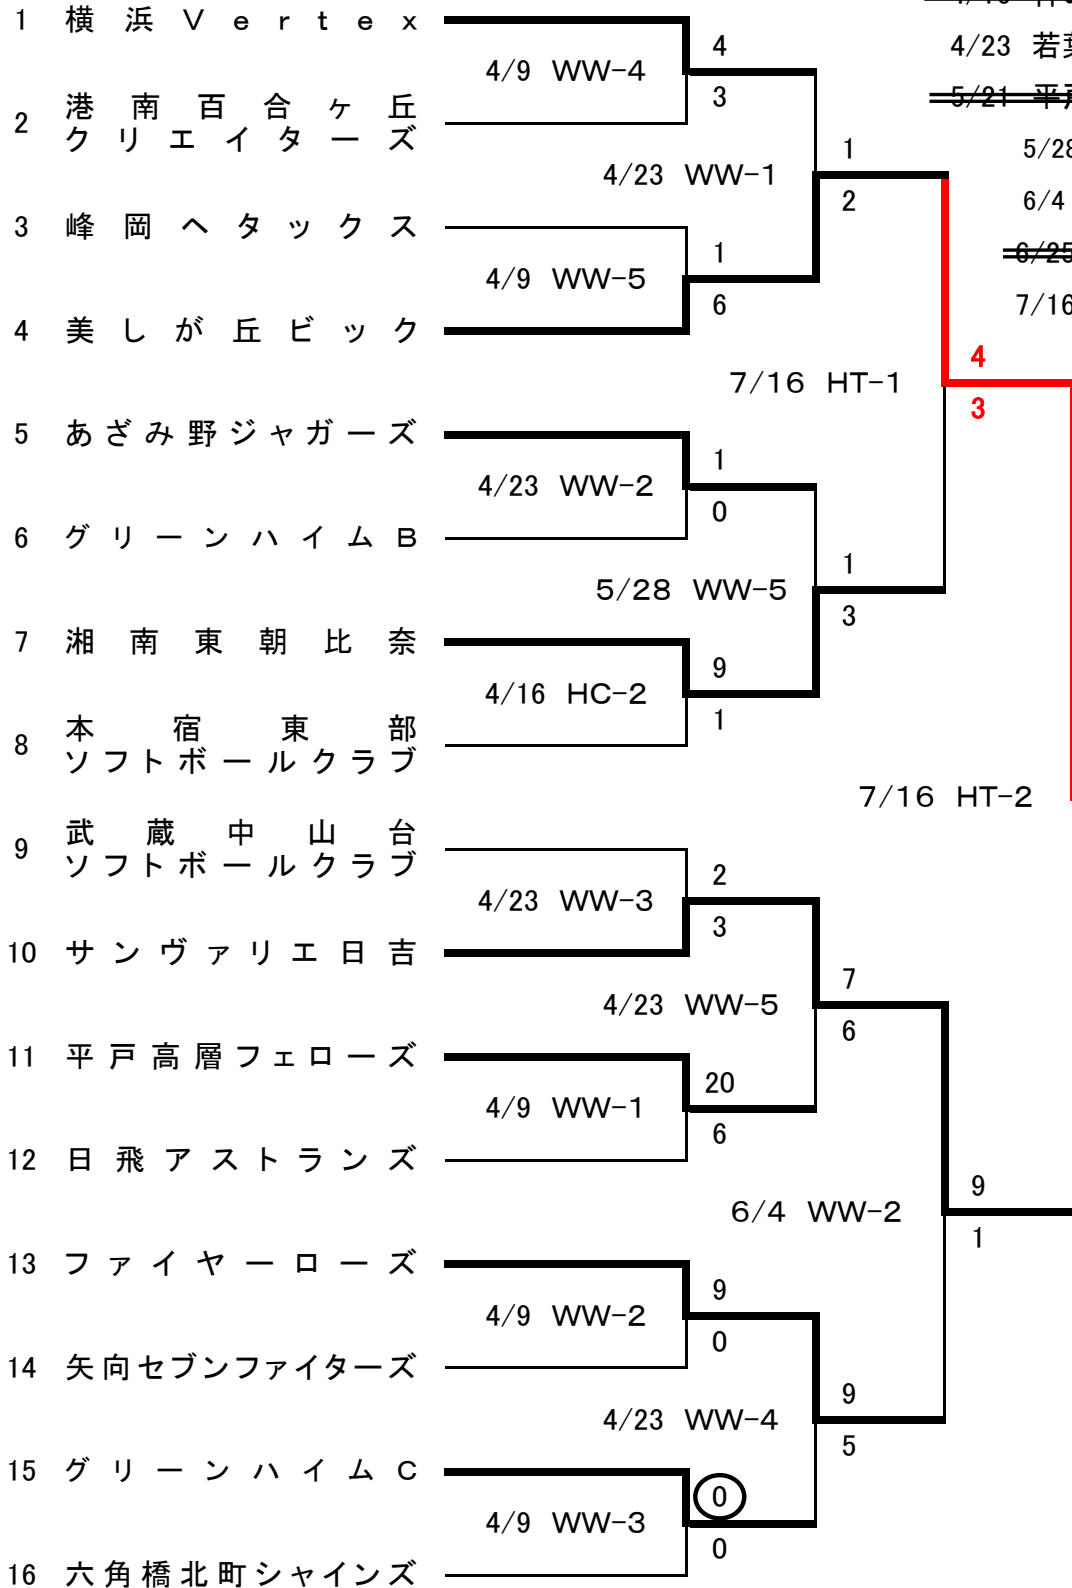 1 横浜Vertex
4/9 WW-4
4
3
2 港南百合ヶ丘
クリエイターズ
4/23 WW-1
1
2
3 峰岡ヘタックス
4/9 WW-5
1
6
4 美しが丘ビック
7/16 HT-1
4
3
5 あざみ野ジャガーズ
4/23 WW-2
1
0
6 グリーンハイムB
5/28 WW-5
1
3
7 湘南東朝比奈
4/16 HC-2
9
1
8 本宿東部
ソフトボールクラブ
7/16 HT-2
9 武蔵中山台
ソフトボールクラブ
4/23 WW-3
2
3
10 サンヴァリエ日吉
4/23 WW-5
7
6
11 平戸高層フェローズ
4/9 WW-1
20
6
12 日飛アストランズ
6/4 WW-2
9
1
13 ファイヤーローズ
4/9 WW-2
9
0
14 矢向セブンファイターズ
4/23 WW-4
9
5
15 グリーンハイムC
4/9 WW-3
0
0
16 六角橋北町シャインズ
4/23 若葉
5/21 平戸
5/28
6/4
6/25
7/16